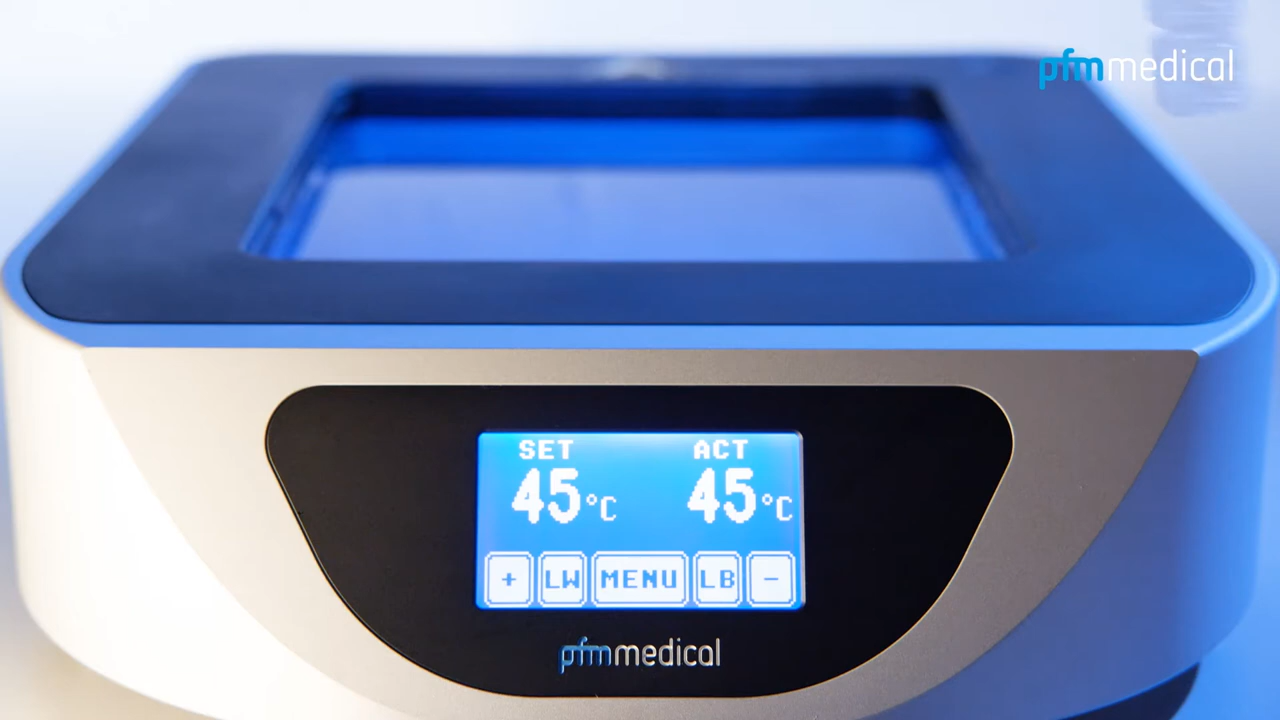 pfmmedical
SET ACT
45°C 45°C
+ LW MENU LB −
pfmmedical